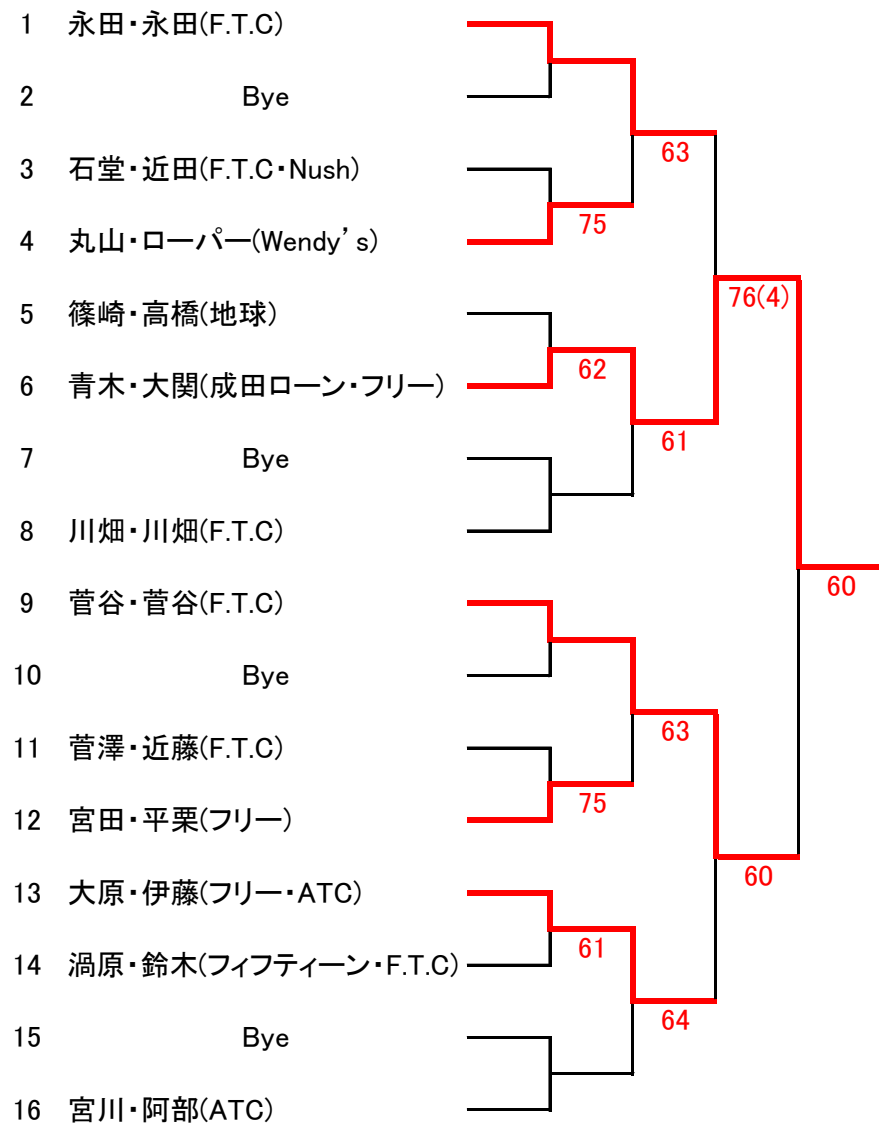 1 永田・永田(F.T.C)
2 Bye
63
3 石堂・近田(F.T.C・Nush)
75
4 丸山・ローパー(Wendy's)
76(4)
5 篠崎・高橋(地球)
62
6 青木・大関(成田ローン・フリー)
61
7 Bye
8 川畑・川畑(F.T.C)
60
9 菅谷・菅谷(F.T.C)
10 Bye
63
11 菅澤・近藤(F.T.C)
75
12 宮田・平栗(フリー)
60
13 大原・伊藤(フリー・ATC)
61
14 渦原・鈴木(フィフティーン・F.T.C)
64
15 Bye
16 宮川・阿部(ATC)